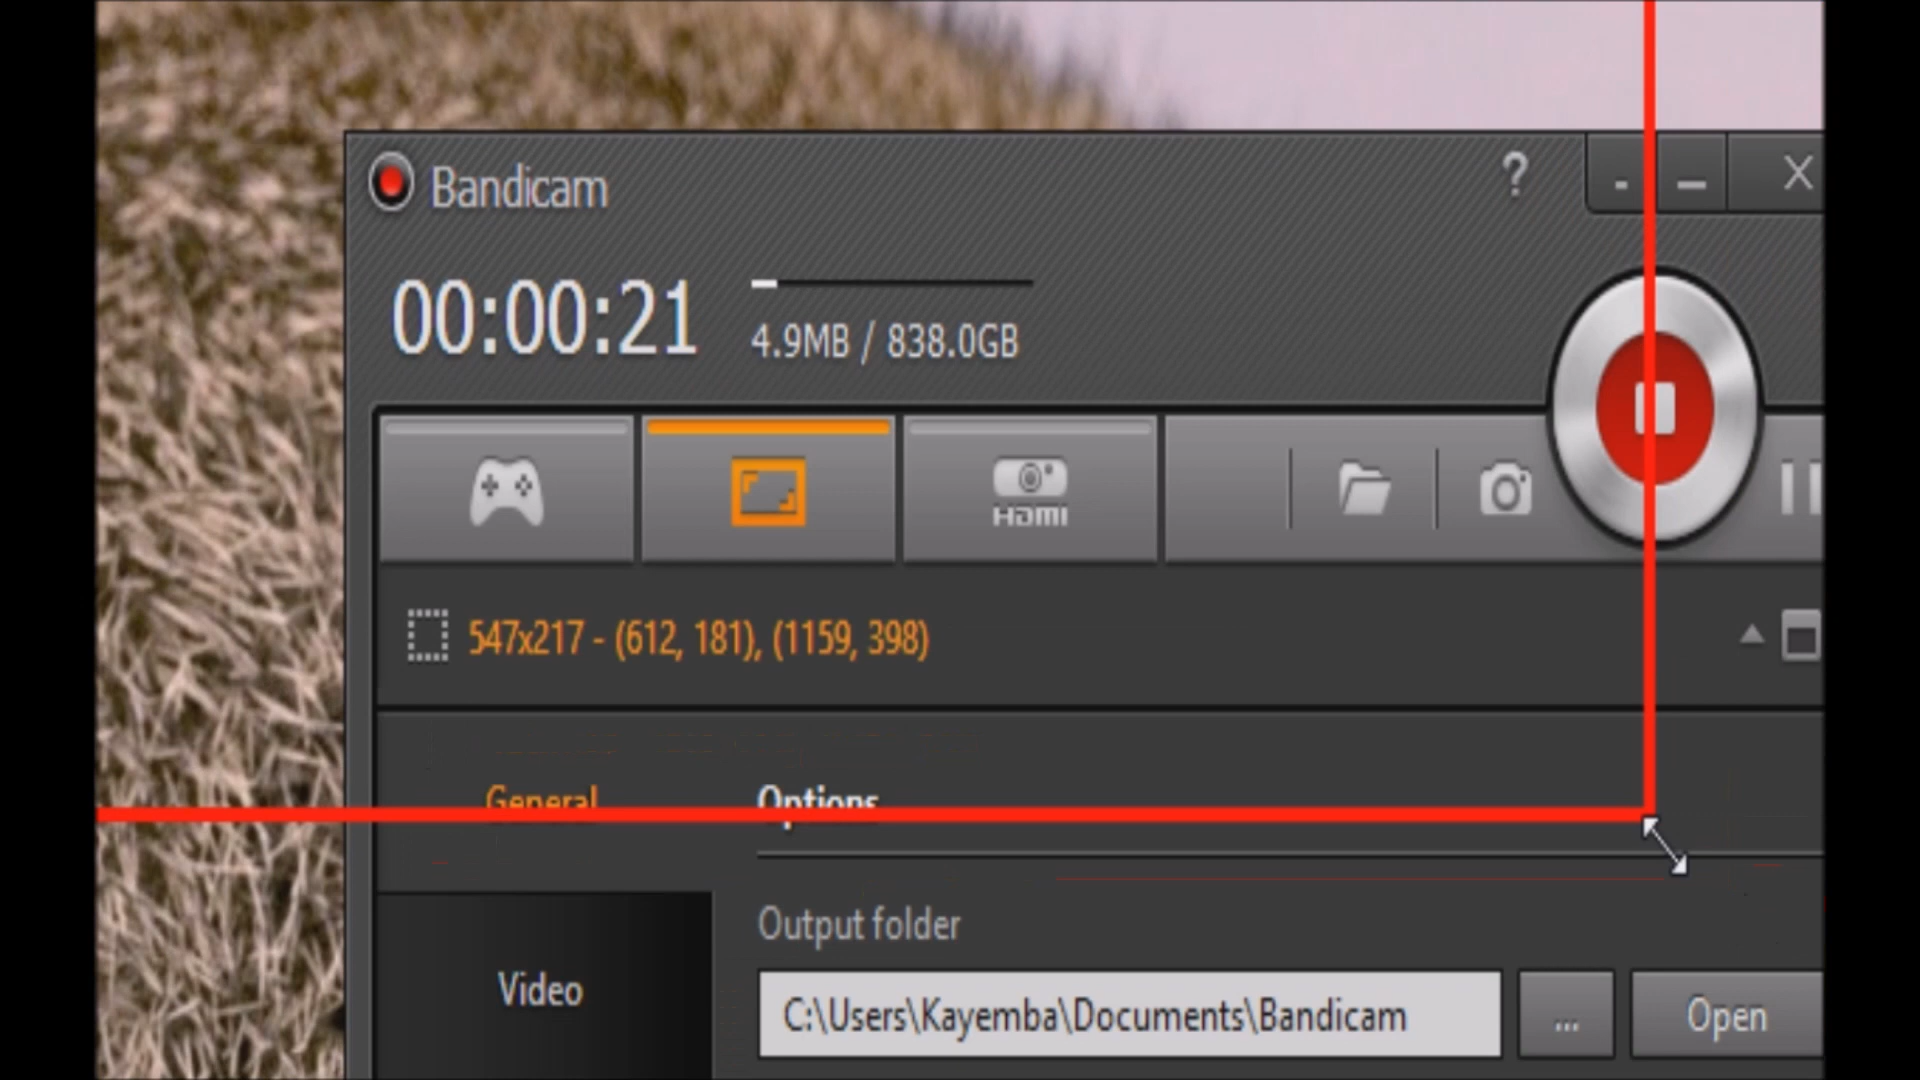 Bandicam ?
00:00:21
4.9MB / 838.0GB
HDMI
547x217 - (612, 181), (1159, 398)
General Options
Output folder
Video
C:\Users\Kayemba\Documents\Bandicam ... Open